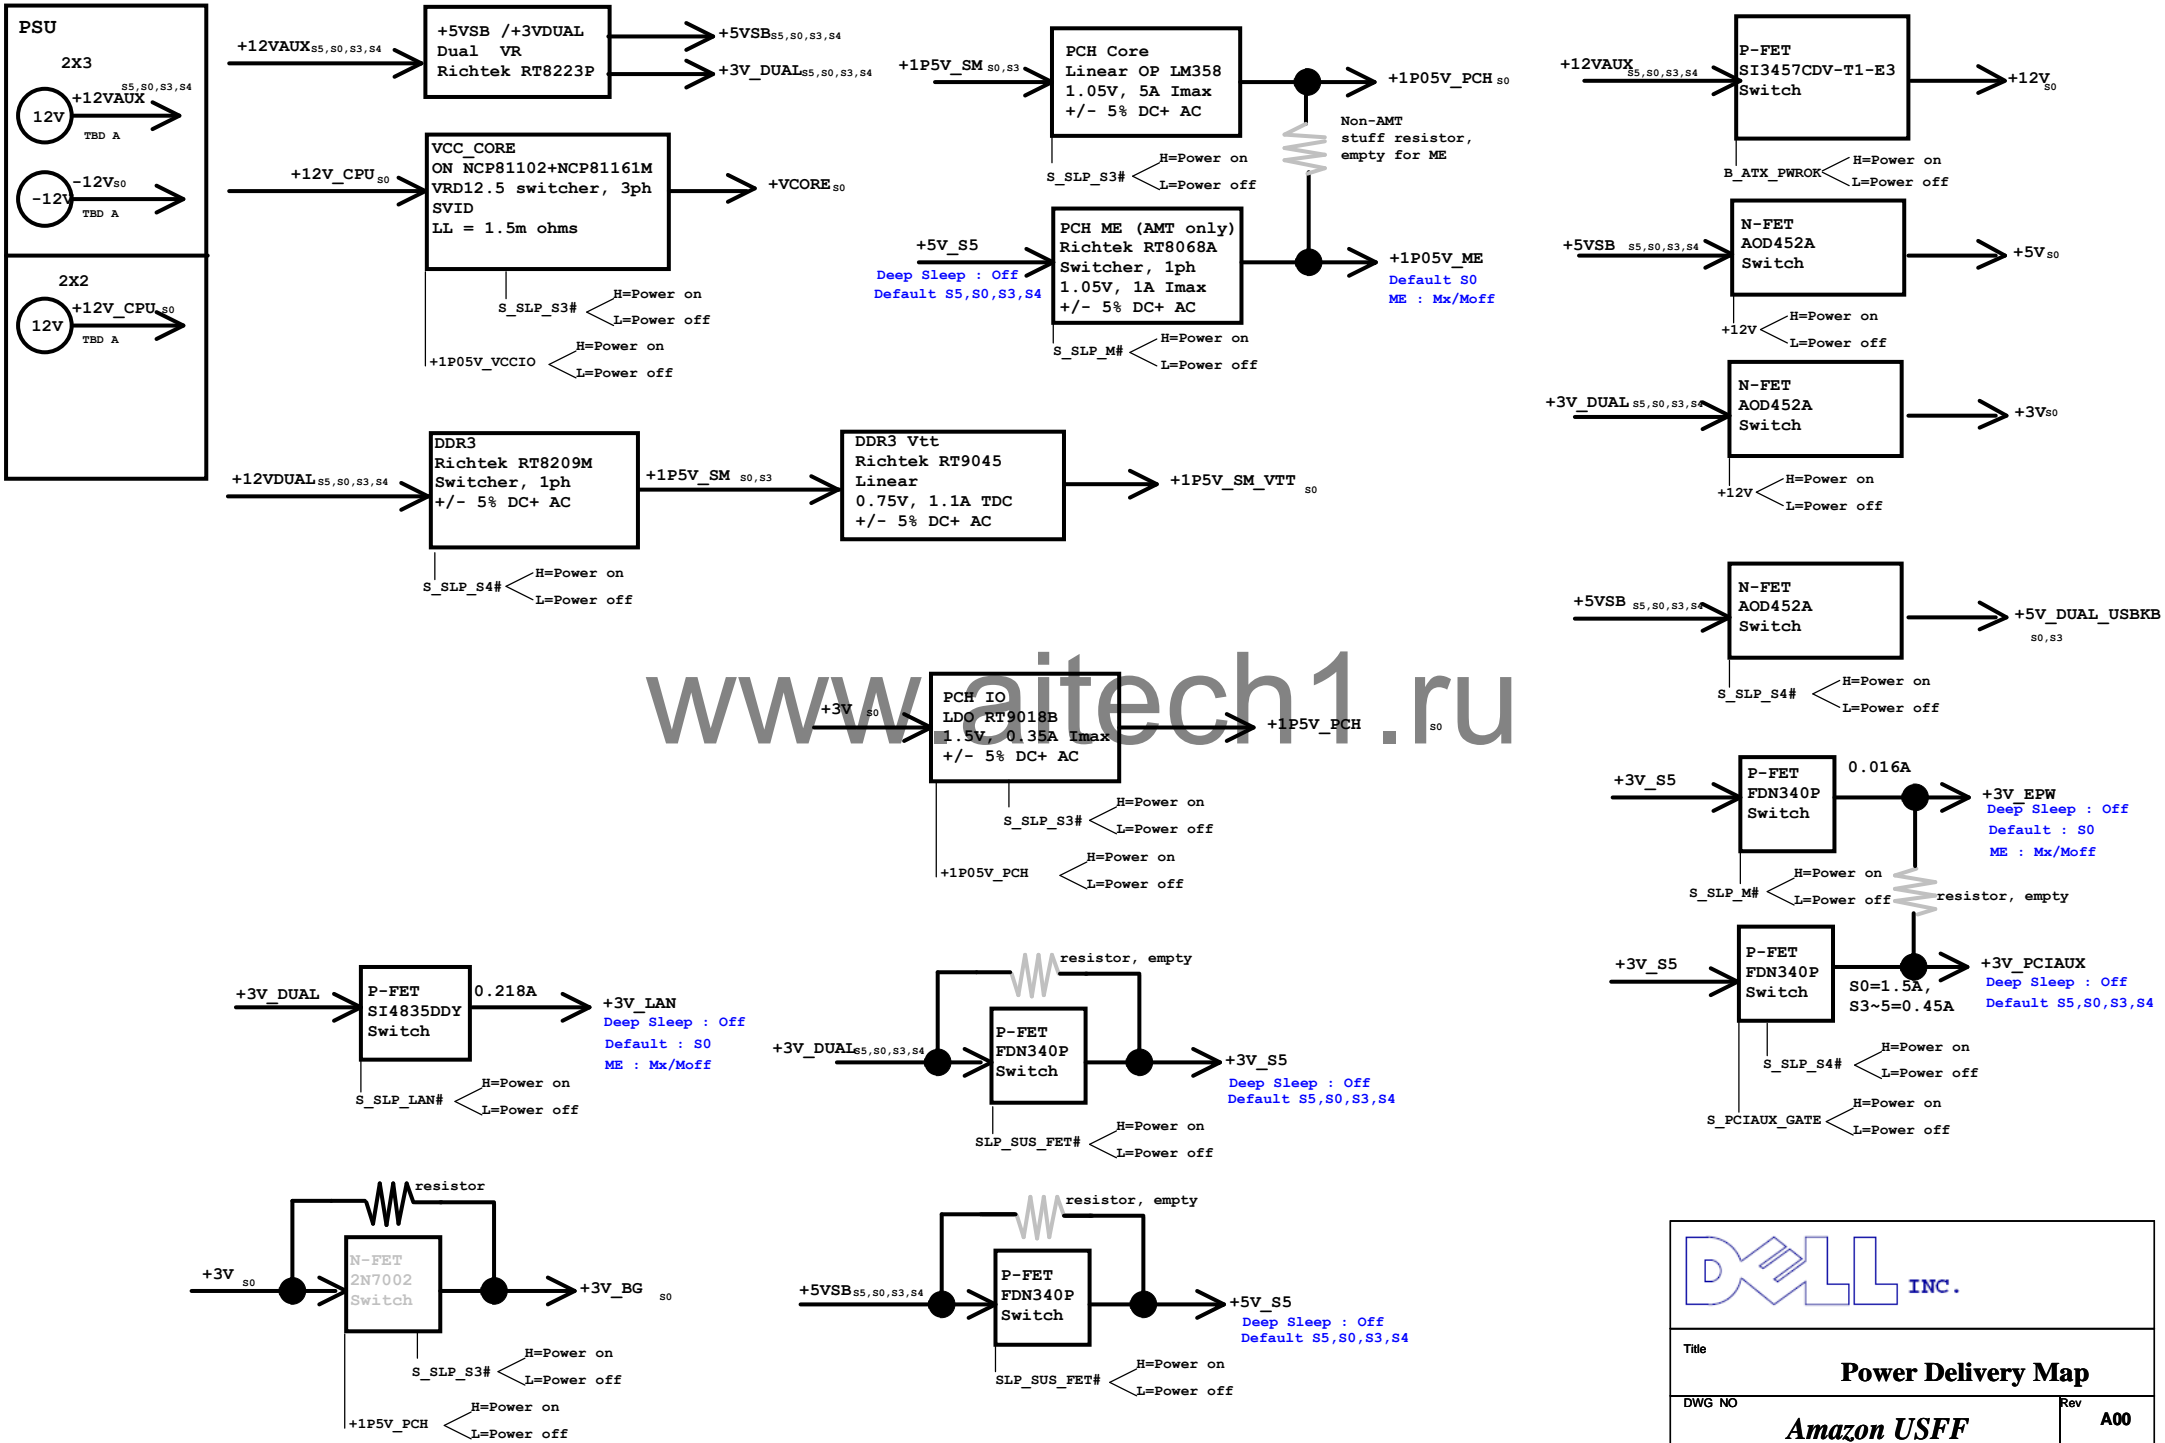 PSU
2X3
S5,S0,S3,S4
+12VAUX
12V
TBD A
-12VS0
-12V
TBD A
2X2
+12V_CPU S0
12V
TBD A
+12VAUX S5,S0,S3,S4
+5VSB /+3VDUAL
Dual VR
Richtek RT8223P
+5VSB S5,S0,S3,S4
+3V_DUAL S5,S0,S3,S4
+12V_CPU S0
VCC_CORE
ON NCP81102+NCP81161M
VRD12.5 switcher, 3ph
SVID
LL = 1.5m ohms
+VCORE S0
S_SLP_S3#
H=Power on
L=Power off
+1P05V_VCCIO
H=Power on
L=Power off
+1P5V_SM S0,S3
PCH Core
Linear OP LM358
1.05V, 5A Imax
+/- 5% DC+ AC
+1P05V_PCH S0
S_SLP_S3#
H=Power on
L=Power off
Non-AMT
stuff resistor,
empty for ME
+5V_S5
Deep Sleep : Off
Default S5,S0,S3,S4
PCH ME (AMT only)
Richtek RT8068A
Switcher, 1ph
1.05V, 1A Imax
+/- 5% DC+ AC
+1P05V_ME
Default S0
ME : Mx/Moff
S_SLP_M#
H=Power on
L=Power off
+12VAUX S5,S0,S3,S4
P-FET
SI3457CDV-T1-E3
Switch
+12V S0
B_ATX_PWROK
H=Power on
L=Power off
+5VSB S5,S0,S3,S4
N-FET
AOD452A
Switch
+5V S0
+12V
H=Power on
L=Power off
+3V_DUAL S5,S0,S3,S4
N-FET
AOD452A
Switch
+3V S0
+12V
H=Power on
L=Power off
+12VDUAL S5,S0,S3,S4
DDR3
Richtek RT8209M
Switcher, 1ph
+/- 5% DC+ AC
+1P5V_SM S0,S3
DDR3 Vtt
Richtek RT9045
Linear
0.75V, 1.1A TDC
+/- 5% DC+ AC
+1P5V_SM_VTT S0
S_SLP_S4#
H=Power on
L=Power off
+5VSB S5,S0,S3,S4
N-FET
AOD452A
Switch
+5V_DUAL_USBKB
S0,S3
S_SLP_S4#
H=Power on
L=Power off
www.aitech1.ru
+3V S0
PCH IO
LDO RT9018B
1.5V, 0.35A Imax
+/- 5% DC+ AC
+1P5V_PCH S0
S_SLP_S3#
H=Power on
L=Power off
+1P05V_PCH
H=Power on
L=Power off
+3V_S5
P-FET
FDN340P
Switch
0.016A
+3V_EPW
Deep Sleep : Off
Default : S0
ME : Mx/Moff
S_SLP_M#
H=Power on
L=Power off
resistor, empty
+3V_S5
P-FET
FDN340P
Switch
S0=1.5A,
S3~5=0.45A
+3V_PCIAUX
Deep Sleep : Off
Default S5,S0,S3,S4
S_SLP_S4#
H=Power on
L=Power off
S_PCIAUX_GATE
H=Power on
L=Power off
+3V_DUAL
P-FET
SI4835DDY
Switch
0.218A
+3V_LAN
Deep Sleep : Off
Default : S0
ME : Mx/Moff
S_SLP_LAN#
H=Power on
L=Power off
resistor, empty
+3V_DUAL S5,S0,S3,S4
P-FET
FDN340P
Switch
+3V_S5
Deep Sleep : Off
Default S5,S0,S3,S4
SLP_SUS_FET#
H=Power on
L=Power off
resistor
+3V S0
N-FET
2N7002
Switch
+3V_BG S0
S_SLP_S3#
H=Power on
L=Power off
+1P5V_PCH
H=Power on
L=Power off
resistor, empty
+5VSB S5,S0,S3,S4
P-FET
FDN340P
Switch
+5V_S5
Deep Sleep : Off
Default S5,S0,S3,S4
SLP_SUS_FET#
H=Power on
L=Power off
DELL INC.
Title
Power Delivery Map
DWG NO
Amazon USFF
Rev
A00